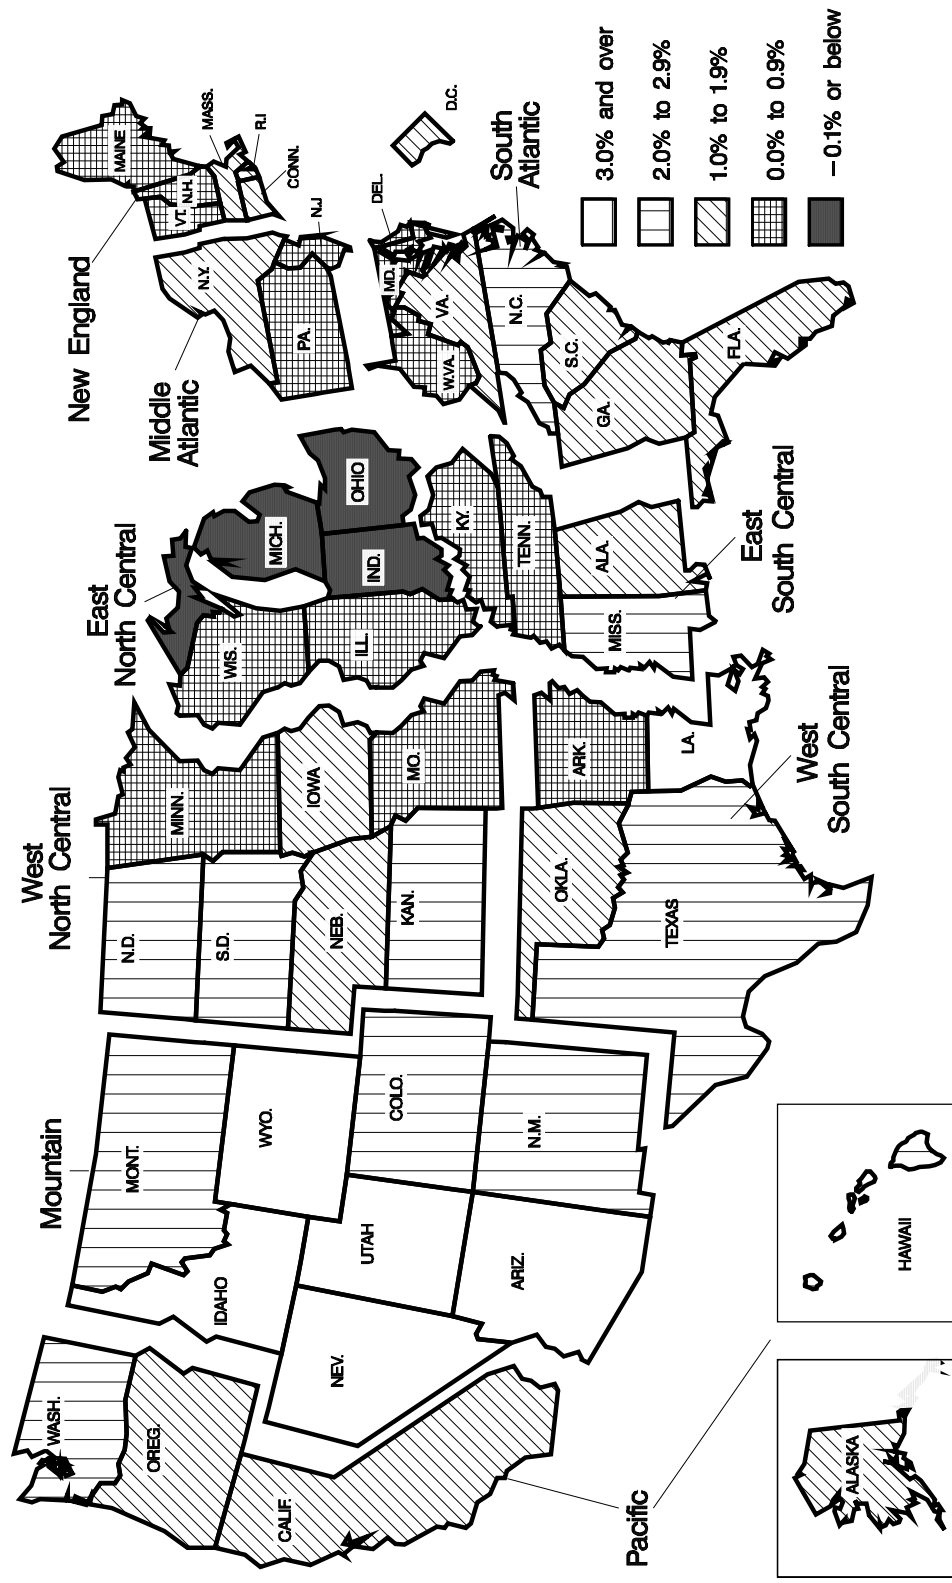 Pacific
Mountain
West
North Central
East
North Central
New England
Middle
Atlantic
South
Atlantic
East
South Central
West
South Central
WASH.
OREG.
CALIF.
ALASKA
HAWAII
MONT.
IDAHO
WYO.
NEV.
UTAH
COLO.
ARIZ.
N.M.
N.D.
S.D.
NEB.
KAN.
MINN.
IOWA
MO.
OKLA.
ARK.
TEXAS
LA.
WIS.
MICH.
ILL.
IND.
OHIO
KY.
TENN.
MISS.
ALA.
MAINE
VT.
N.H.
MASS.
R.I
CONN.
N.Y.
N.J
PA.
DEL.
MD.
D.C.
W.VA.
VA.
N.C.
S.C.
GA.
FLA.
3.0% and over
2.0% to 2.9%
1.0% to 1.9%
0.0% to 0.9%
−0.1% or below